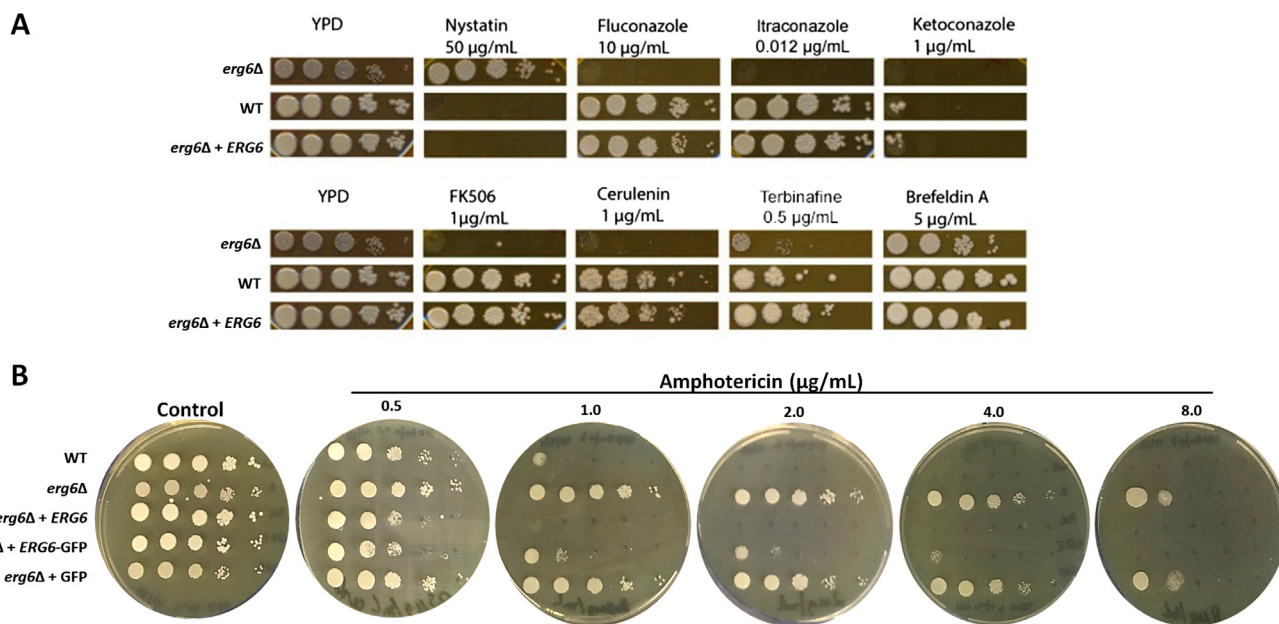 A
YPD
Nystatin
50 µg/mL
Fluconazole
10 µg/mL
Itraconazole
0.012 µg/mL
Ketoconazole
1 µg/mL
erg6Δ
WT
erg6Δ + ERG6
YPD
FK506
1µg/mL
Cerulenin
1 µg/mL
Terbinafine
0.5 µg/mL
Brefeldin A
5 µg/mL
erg6Δ
WT
erg6Δ + ERG6
B
Amphotericin (µg/mL)
Control
0.5
1.0
2.0
4.0
8.0
WT
erg6Δ
erg6Δ + ERG6
Δ + ERG6-GFP
erg6Δ + GFP